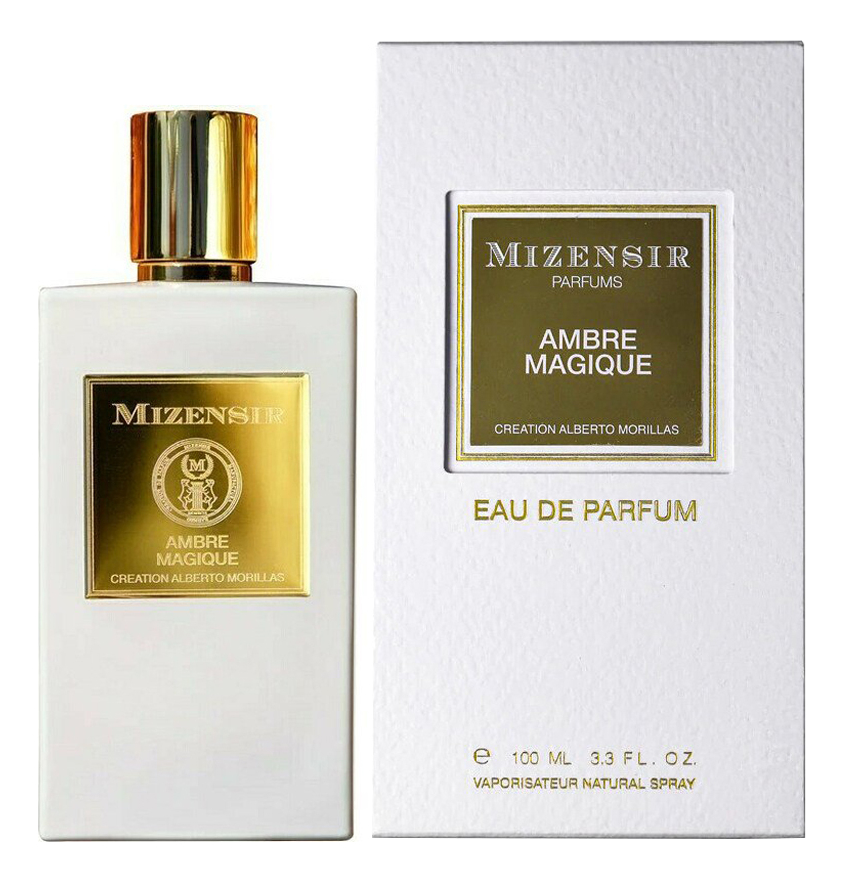 MIZENSIR
AMBRE
MAGIQUE
CREATION ALBERTO MORILLAS
MIZENSIR
PARFUMS
AMBRE
MAGIQUE
CREATION ALBERTO MORILLAS
EAU DE PARFUM
e 100 ML 3.3 FL. OZ.
VAPORISATEUR NATURAL SPRAY
M